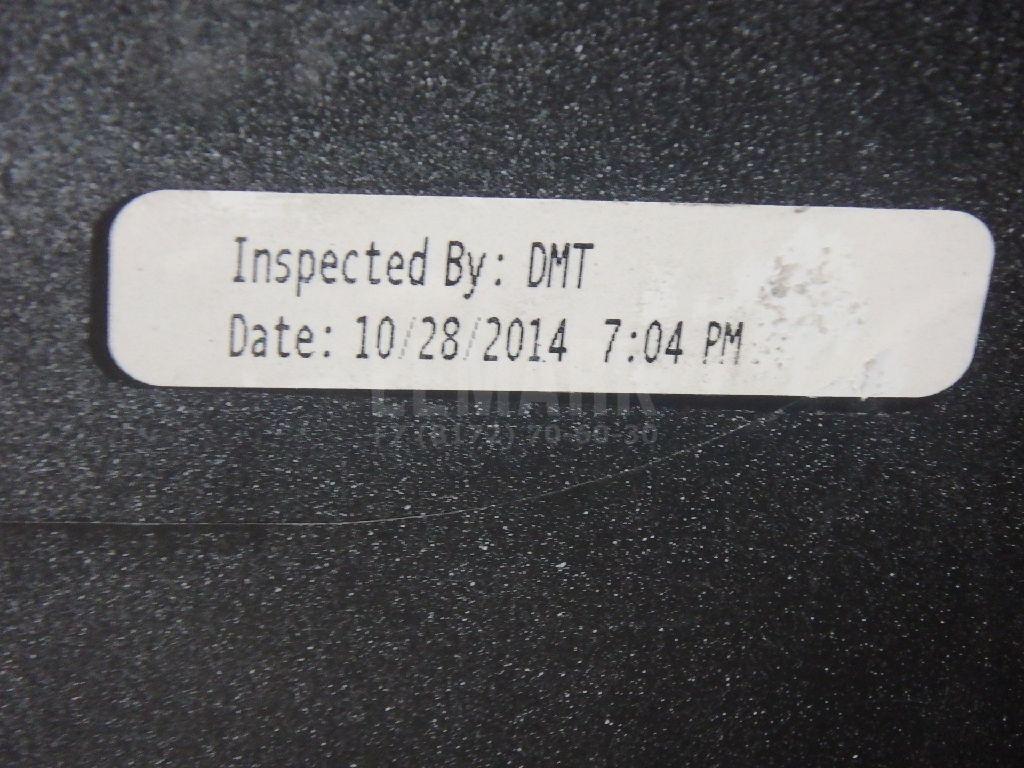 Inspected By: DMT
Date: 10/28/2014 7:04 PM